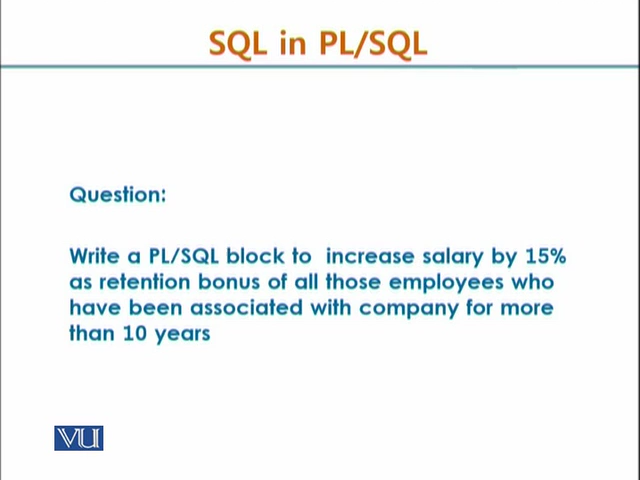 SQL in PL/SQL
Question:
Write a PL/SQL block to increase salary by 15%
as retention bonus of all those employees who
have been associated with company for more
than 10 years
VU